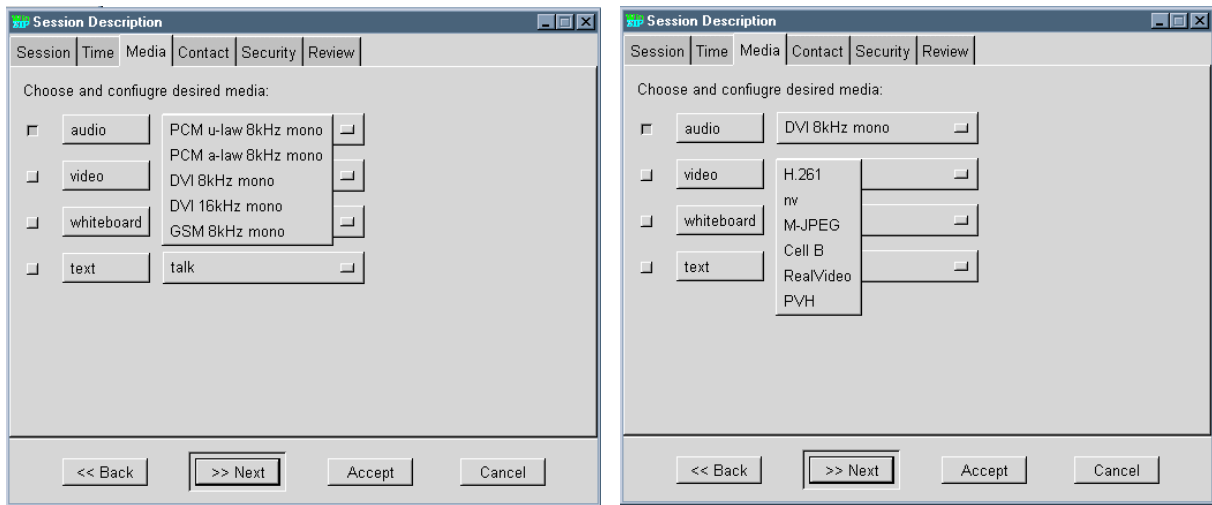 Session Description
Session Time Media Contact Security Review
Choose and confiugre desired media:
audio PCM u-law 8kHz mono
PCM a-law 8kHz mono
video DVI 8kHz mono
DVI 16kHz mono
whiteboard GSM 8kHz mono
text talk
<< Back >> Next Accept Cancel
Session Description
Session Time Media Contact Security Review
Choose and confiugre desired media:
audio DVI 8kHz mono
video H.261
nv
whiteboard M-JPEG
Cell B
text RealVideo
PVH
<< Back >> Next Accept Cancel